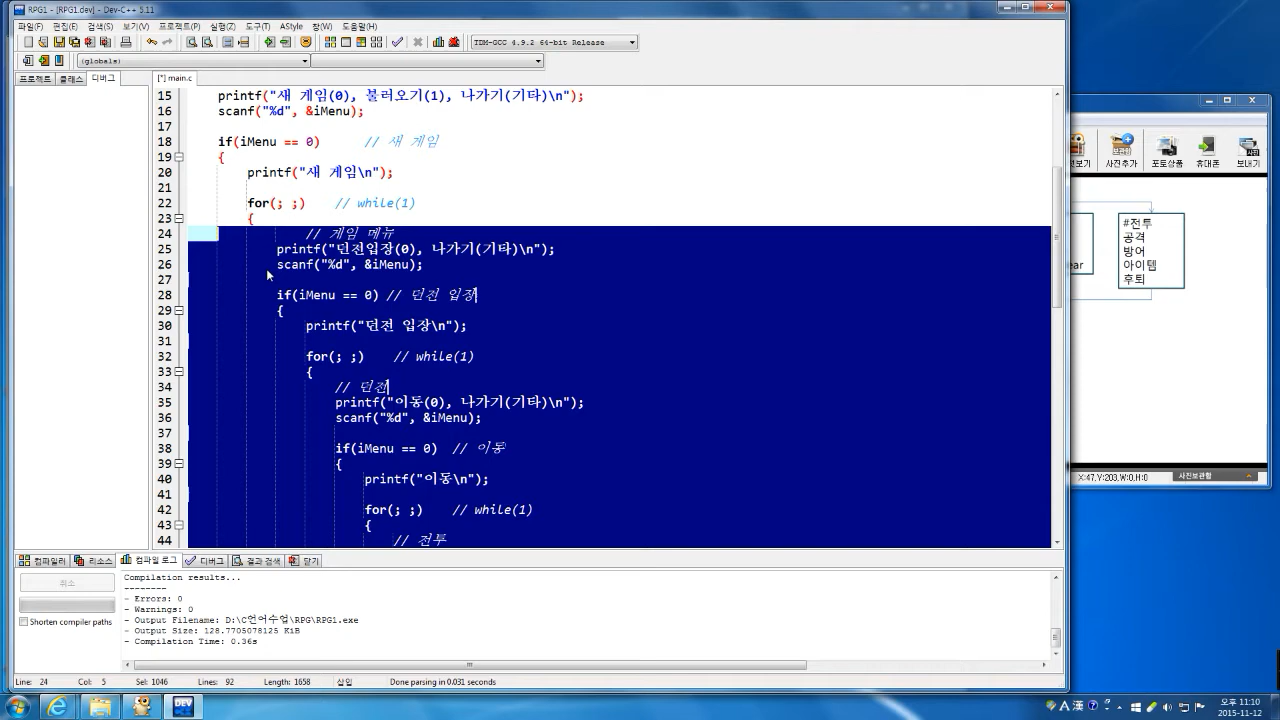 RPG1 - [RPG1.dev] - Dev-C++ 5.11
파일(F) 편집(E) 검색(S) 보기(V) 프로젝트(P) 실행(Z) 도구(T) AStyle 창(W) 도움말(H)
TDM-GCC 4.9.2 64-bit Release
(globals)
프로젝트 클래스 디버그
[*] main.c
15 printf("새 게임(0), 불러오기(1), 나가기(기타)\n");
16 scanf("%d", &iMenu);
17
18 if(iMenu == 0) // 새 게임
19 {
20 printf("새 게임\n");
21
22 for(; ;) // while(1)
23 {
24 // 게임 메뉴
25 printf("던전입장(0), 나가기(기타)\n");
26 scanf("%d", &iMenu);
27
28 if(iMenu == 0) // 던전 입장
29 {
30 printf("던전 입장\n");
31
32 for(; ;) // while(1)
33 {
34 // 던전
35 printf("이동(0), 나가기(기타)\n");
36 scanf("%d", &iMenu);
37
38 if(iMenu == 0) // 이동
39 {
40 printf("이동\n");
41
42 for(; ;) // while(1)
43 {
44 // 전투
컴파일러 리소스 컴파일 로그 디버그 결과 검색 닫기
취소
Shorten compiler paths
Compilation results...
--------
- Errors: 0
- Warnings: 0
- Output Filename: D:\C언어수업\RPG\RPG1.exe
- Output Size: 128.7705078125 KiB
- Compilation Time: 0.36s
Line: 24 Col: 5 Sel: 1046 Lines: 92 Length: 1658 삽입 Done parsing in 0.031 seconds
사진추가 포토상품 휴대폰 보내기
#전투
공격
방어
아이템
후퇴
ear
X:47,Y:203,W:0,H:0 사진보관함
A 漢
오후 11:10
2015-11-12